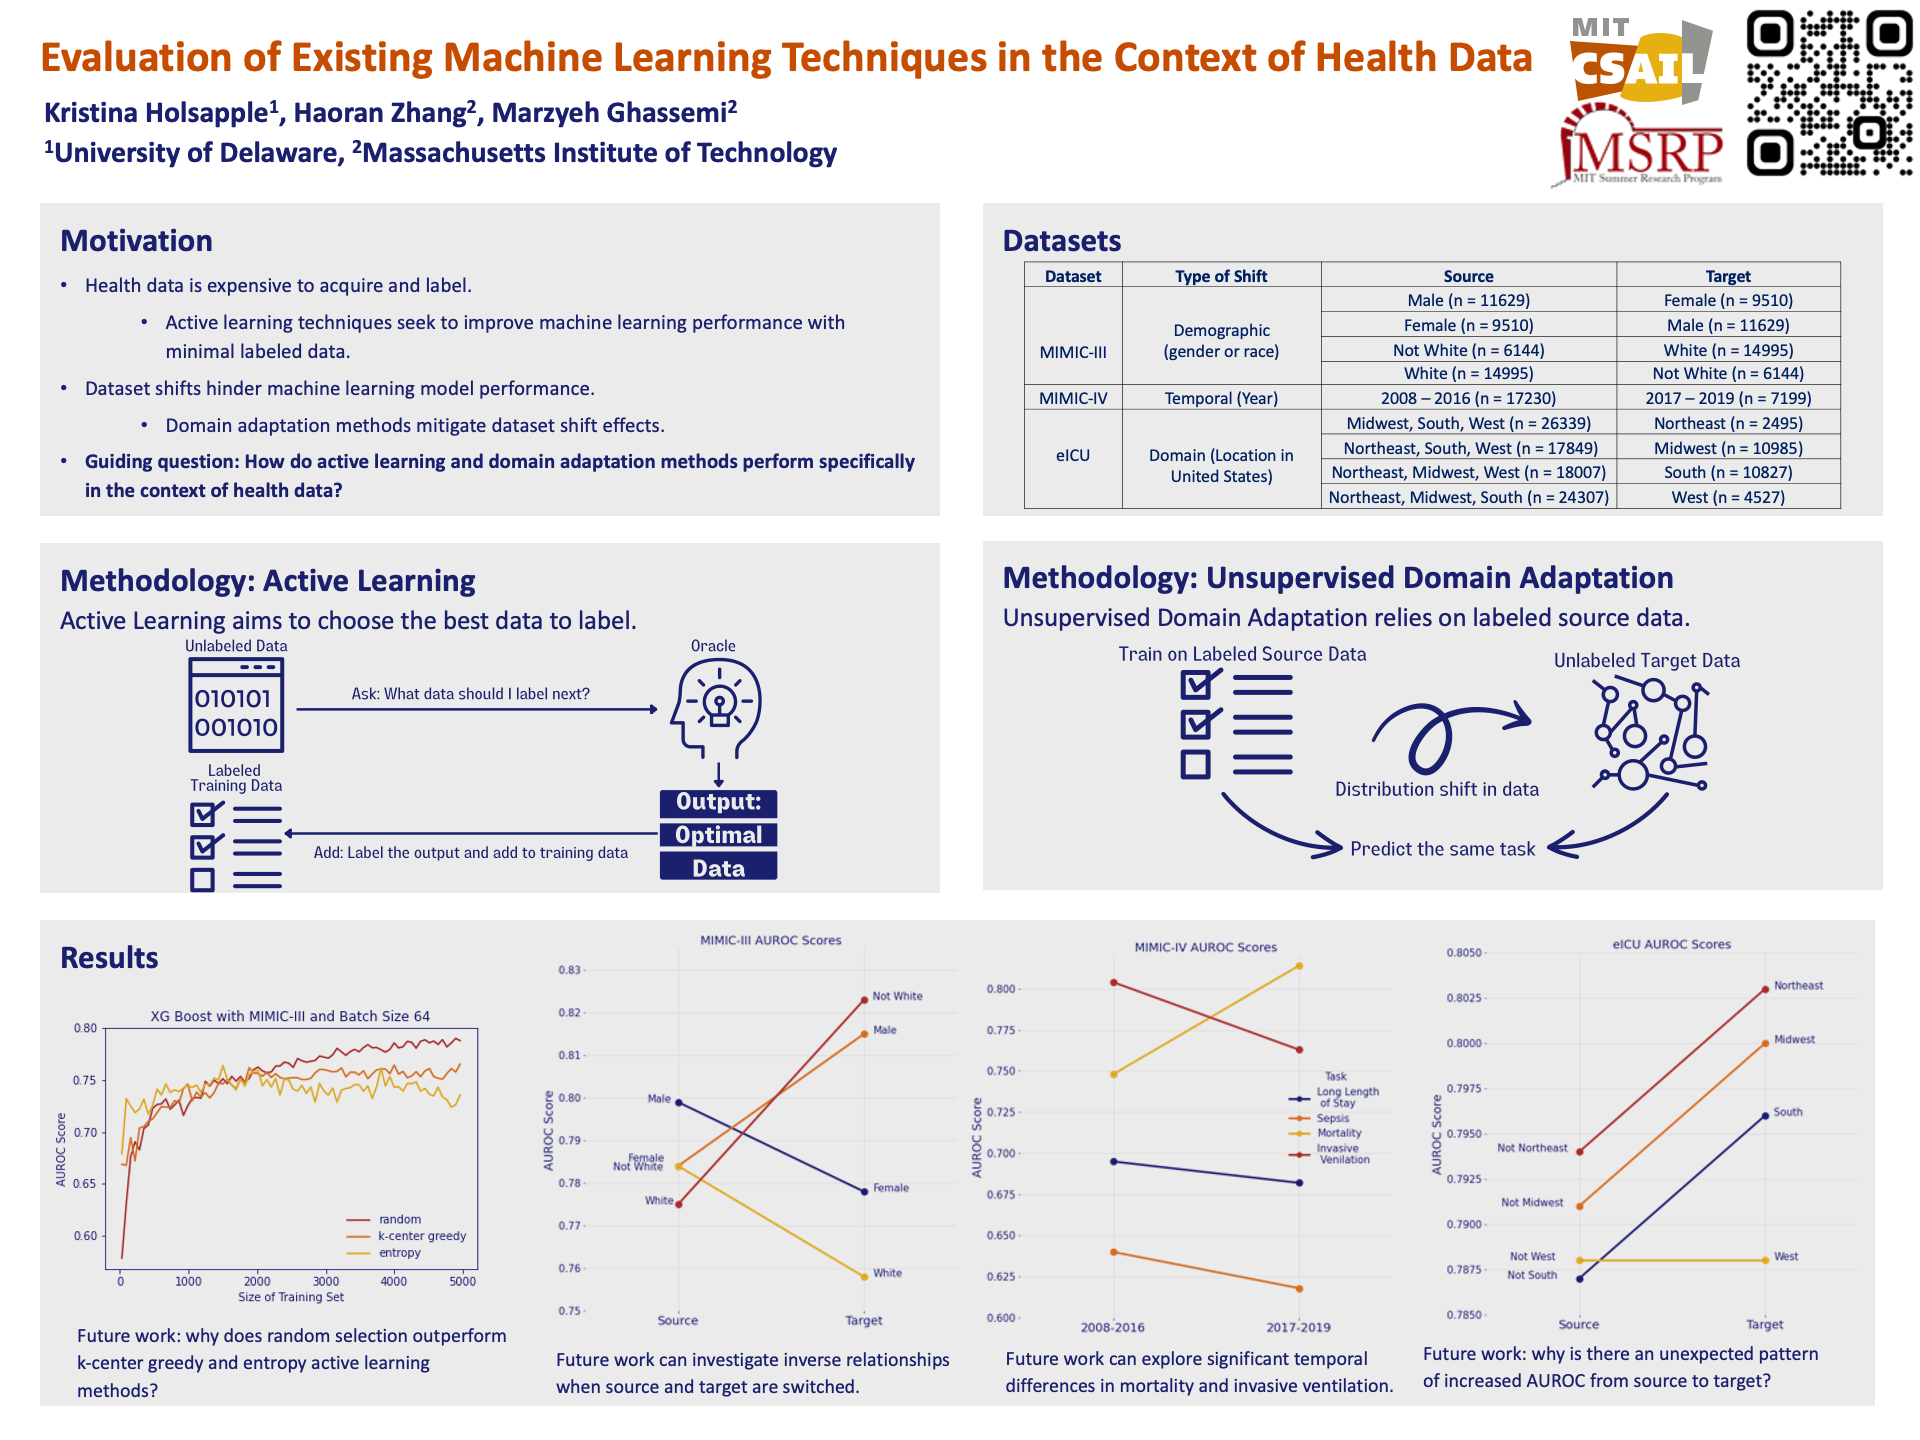 Evaluation of Existing Machine Learning Techniques in the Context of Health Data
Kristina Holsapple1, Haoran Zhang2, Marzyeh Ghassemi2
1University of Delaware, 2Massachusetts Institute of Technology
MIT
CSAIL
MSRP
MIT Summer Research Program
Motivation
• Health data is expensive to acquire and label.
• Active learning techniques seek to improve machine learning performance with
minimal labeled data.
• Dataset shifts hinder machine learning model performance.
• Domain adaptation methods mitigate dataset shift effects.
• Guiding question: How do active learning and domain adaptation methods perform specifically
in the context of health data?
Datasets
Dataset Type of Shift Source Target
MIMIC-III Demographic (gender or race) Male (n = 11629) Female (n = 9510)
Female (n = 9510) Male (n = 11629)
Not White (n = 6144) White (n = 14995)
White (n = 14995) Not White (n = 6144)
MIMIC-IV Temporal (Year) 2008 – 2016 (n = 17230) 2017 – 2019 (n = 7199)
eICU Domain (Location in United States) Midwest, South, West (n = 26339) Northeast (n = 2495)
Northeast, South, West (n = 17849) Midwest (n = 10985)
Northeast, Midwest, West (n = 18007) South (n = 10827)
Northeast, Midwest, South (n = 24307) West (n = 4527)
Methodology: Active Learning
Active Learning aims to choose the best data to label.
Unlabeled Data
010101
001010
Ask: What data should I label next?
Oracle
Labeled
Training Data
Output:
Optimal
Data
Add: Label the output and add to training data
Methodology: Unsupervised Domain Adaptation
Unsupervised Domain Adaptation relies on labeled source data.
Train on Labeled Source Data
Unlabeled Target Data
Distribution shift in data
Predict the same task
Results
XG Boost with MIMIC-III and Batch Size 64
AUROC Score
0.80
0.75
0.70
0.65
0.60
random
k-center greedy
entropy
0 1000 2000 3000 4000 5000
Size of Training Set
Future work: why does random selection outperform
k-center greedy and entropy active learning
methods?
MIMIC-III AUROC Scores
AUROC Score
0.83
0.82
0.81
0.80
0.79
0.78
0.77
0.76
0.75
Male
Female
Not White
White
Not White
Male
Female
White
Source Target
Future work can investigate inverse relationships
when source and target are switched.
MIMIC-IV AUROC Scores
AUROC Score
0.800
0.775
0.750
0.725
0.700
0.675
0.650
0.625
0.600
Task
Long Length
of Stay
Sepsis
Mortality
Invasive
Venilation
2008-2016 2017-2019
Future work can explore significant temporal
differences in mortality and invasive ventilation.
eICU AUROC Scores
AUROC Score
0.8050
0.8025
0.8000
0.7975
0.7950
0.7925
0.7900
0.7875
0.7850
Not Northeast
Not Midwest
Not West
Not South
Northeast
Midwest
South
West
Source Target
Future work: why is there an unexpected pattern
of increased AUROC from source to target?